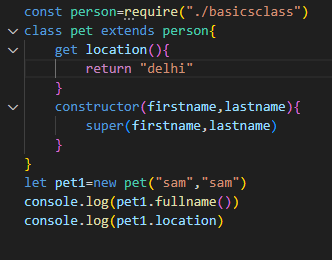 const person=require("./basicsclass")
class pet extends person{
    get location(){
        return "delhi"
    }
    constructor(firstname,lastname){
        super(firstname,lastname)
    }
}
let pet1=new pet("sam","sam")
console.log(pet1.fullname())
console.log(pet1.location)